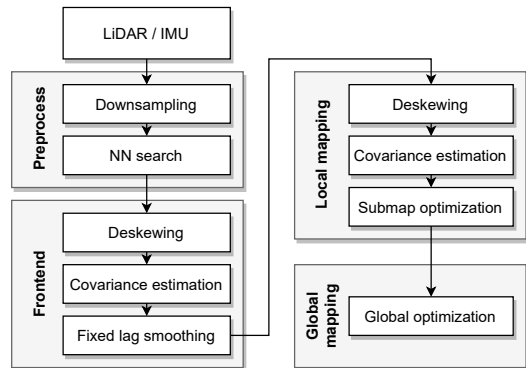 LiDAR / IMU
Preprocess
Downsampling
NN search
Frontend
Deskewing
Covariance estimation
Fixed lag smoothing
Local mapping
Deskewing
Covariance estimation
Submap optimization
Global
mapping
Global optimization